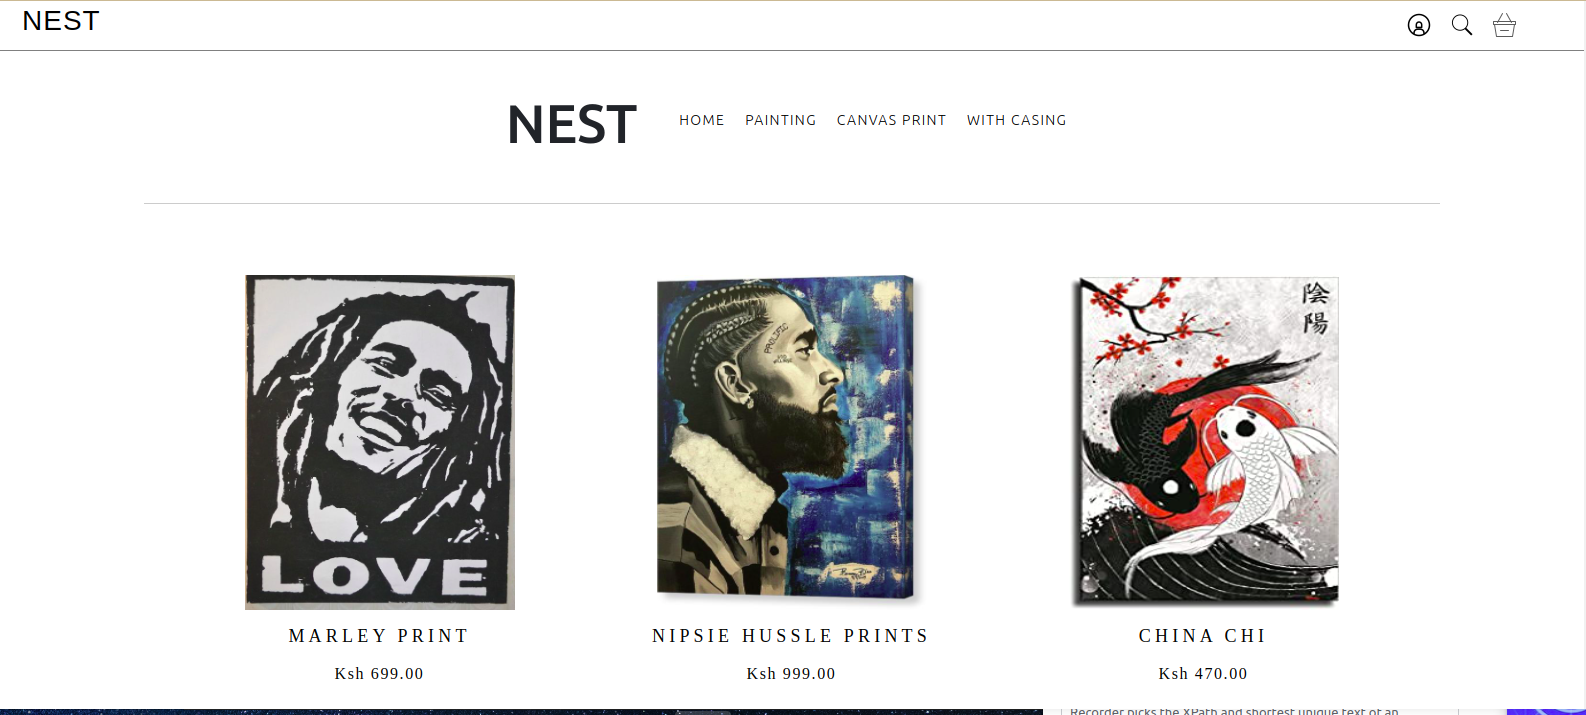 NEST
NEST HOME PAINTING CANVAS PRINT WITH CASING
LOVE
PROLIFIC
陰
陽
MARLEY PRINT NIPSIE HUSSLE PRINTS CHINA CHI
Ksh 699.00 Ksh 999.00 Ksh 470.00
Recorder picks the XPath and shortest unique text of an